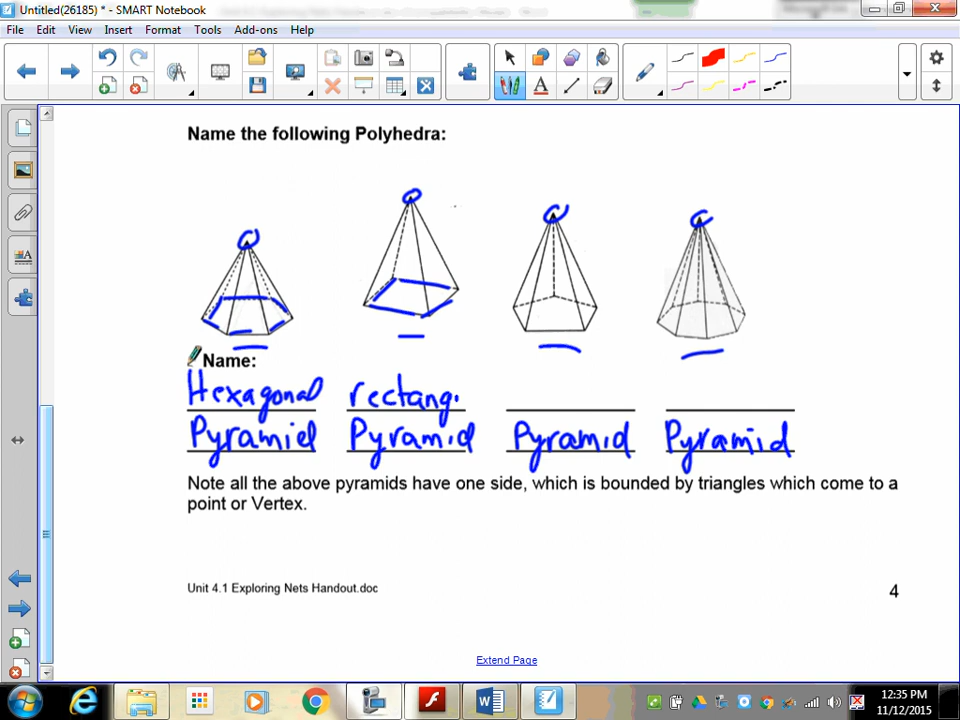 Untitled(26185) * - SMART Notebook
File Edit View Insert Format Tools Add-ons Help
Name the following Polyhedra:
Name:
Hexagonal rectang.
Pyramid Pyramid Pyramid Pyramid
Note all the above pyramids have one side, which is bounded by triangles which come to a
point or Vertex.
Unit 4.1 Exploring Nets Handout.doc
4
Extend Page
12:35 PM
11/12/2015